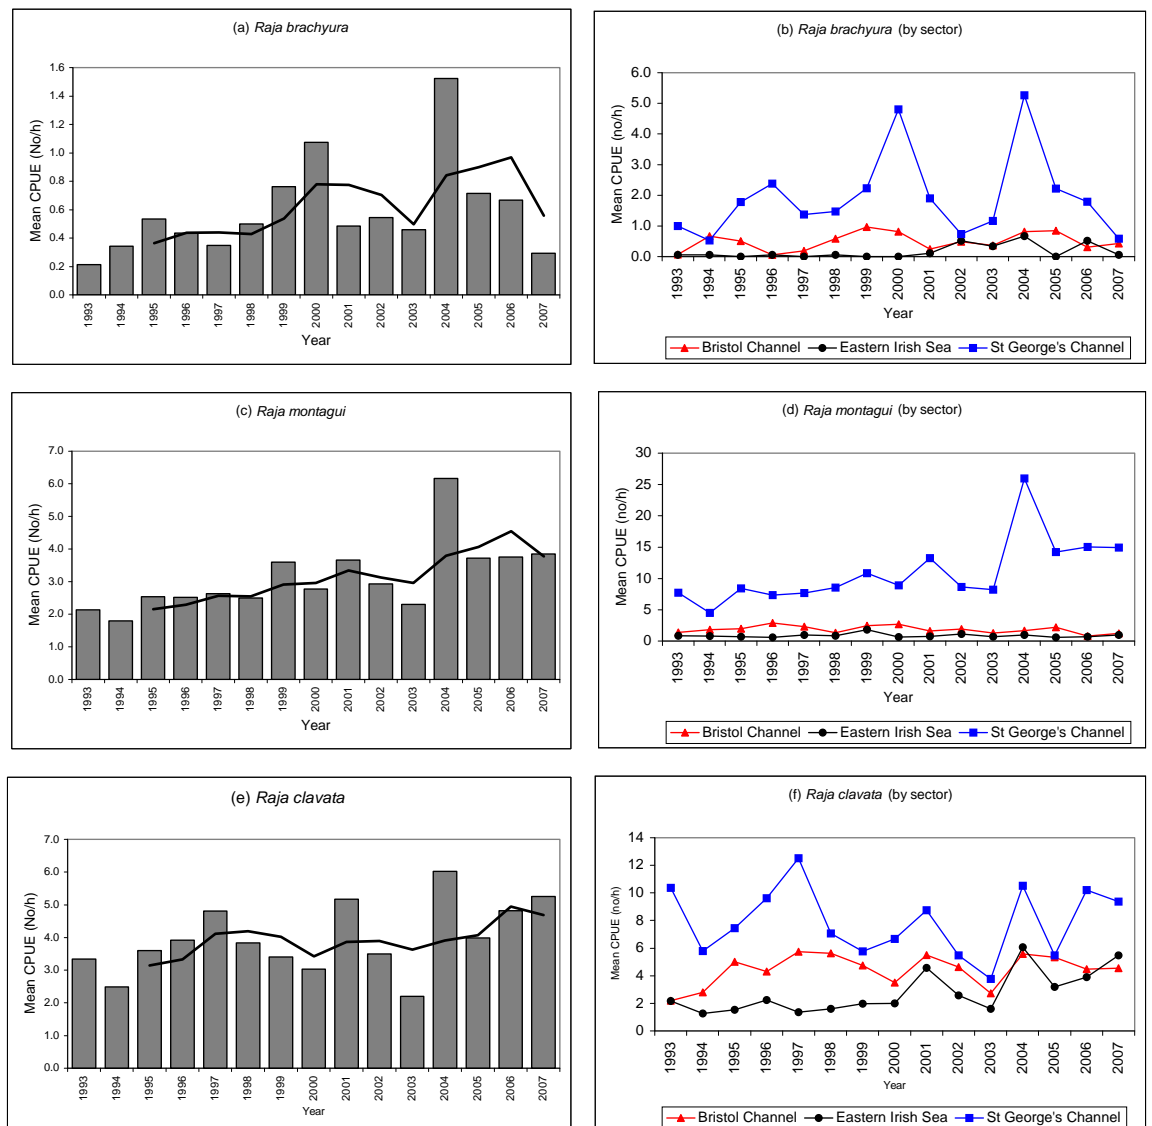 (a) Raja brachyura
Mean CPUE (No/h)
1.6
1.4
1.2
1.0
0.8
0.6
0.4
0.2
0.0
1993 1994 1995 1996 1997 1998 1999 2000 2001 2002 2003 2004 2005 2006 2007
Year
(b) Raja brachyura (by sector)
Mean CPUE (no/h)
6.0
5.0
4.0
3.0
2.0
1.0
0.0
1993 1994 1995 1996 1997 1998 1999 2000 2001 2002 2003 2004 2005 2006 2007
Year
Bristol Channel Eastern Irish Sea St George's Channel
(c) Raja montagui
Mean CPUE (No/h)
7.0
6.0
5.0
4.0
3.0
2.0
1.0
0.0
1993 1994 1995 1996 1997 1998 1999 2000 2001 2002 2003 2004 2005 2006 2007
Year
(d) Raja montagui (by sector)
Mean CPUE (no/h)
30
25
20
15
10
5
0
1993 1994 1995 1996 1997 1998 1999 2000 2001 2002 2003 2004 2005 2006 2007
Year
Bristol Channel Eastern Irish Sea St George's Channel
(e) Raja clavata
Mean CPUE (No/h)
7.0
6.0
5.0
4.0
3.0
2.0
1.0
0.0
1993 1994 1995 1996 1997 1998 1999 2000 2001 2002 2003 2004 2005 2006 2007
Year
(f) Raja clavata (by sector)
Mean CPUE (no/h)
14
12
10
8
6
4
2
0
1993 1994 1995 1996 1997 1998 1999 2000 2001 2002 2003 2004 2005 2006 2007
Year
Bristol Channel Eastern Irish Sea St George's Channel